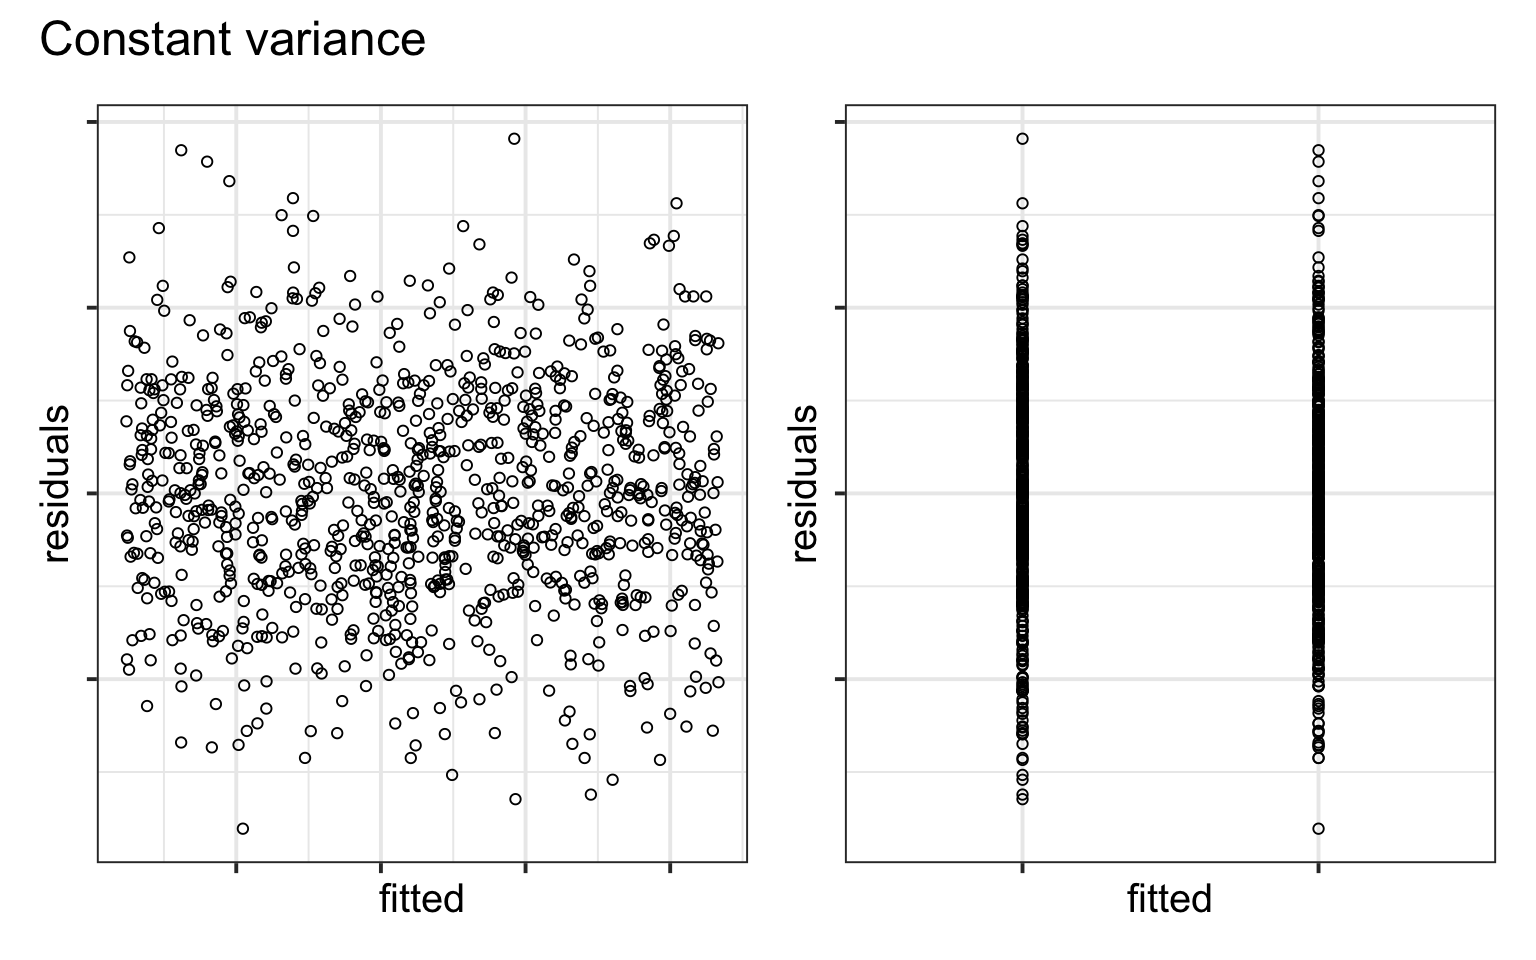 Constant variance
residuals
fitted
residuals
fitted